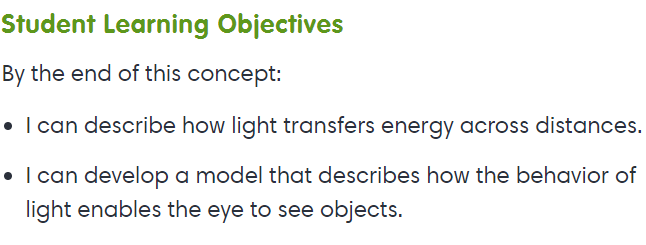 Student Learning Objectives
By the end of this concept:
• I can describe how light transfers energy across distances.
• I can develop a model that describes how the behavior of
light enables the eye to see objects.